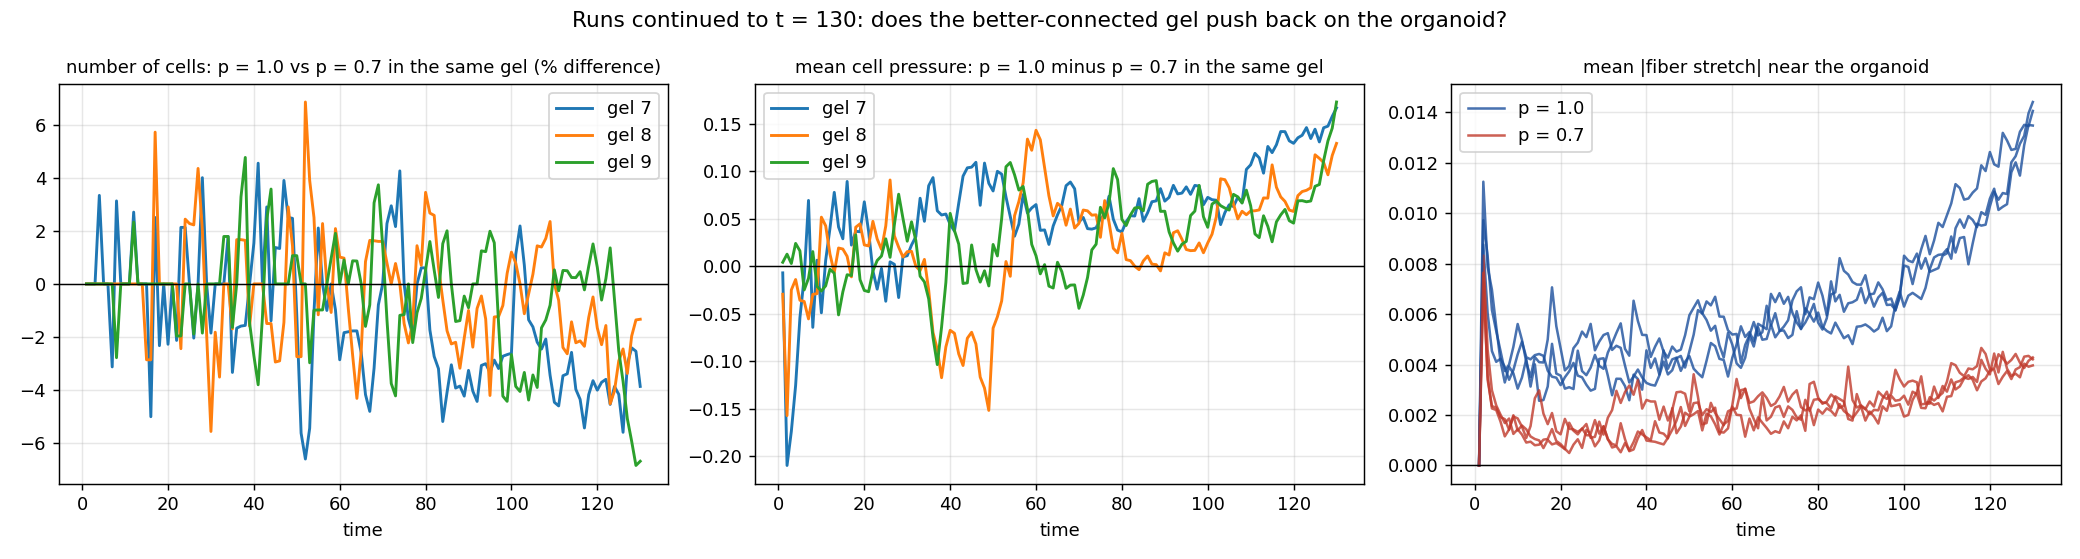 Runs continued to t = 130: does the better-connected gel push back on the organoid?
number of cells: p = 1.0 vs p = 0.7 in the same gel (% difference)
6
4
2
0
−2
−4
−6
gel 7
gel 8
gel 9
0 20 40 60 80 100 120
time
mean cell pressure: p = 1.0 minus p = 0.7 in the same gel
0.15
0.10
0.05
0.00
−0.05
−0.10
−0.15
−0.20
gel 7
gel 8
gel 9
0 20 40 60 80 100 120
time
mean |fiber stretch| near the organoid
0.014
0.012
0.010
0.008
0.006
0.004
0.002
0.000
p = 1.0
p = 0.7
0 20 40 60 80 100 120
time